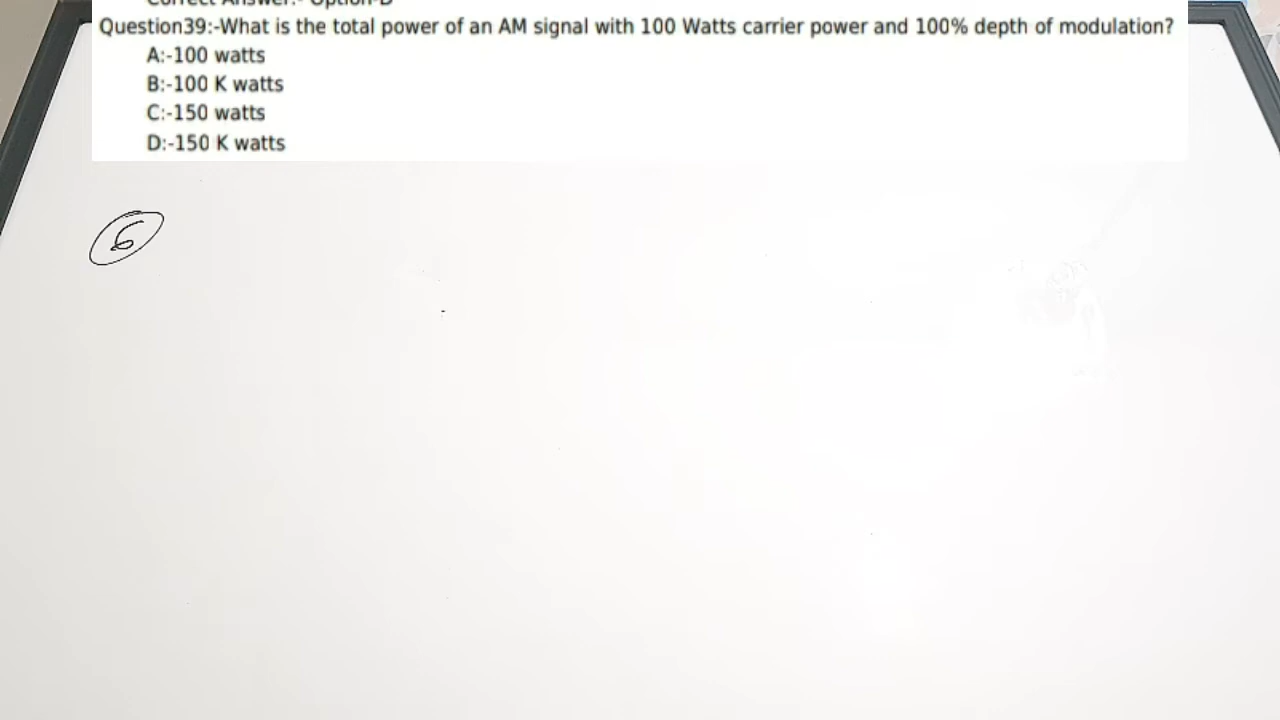 Question39:-What is the total power of an AM signal with 100 Watts carrier power and 100% depth of modulation?
A:-100 watts
B:-100 K watts
C:-150 watts
D:-150 K watts
6